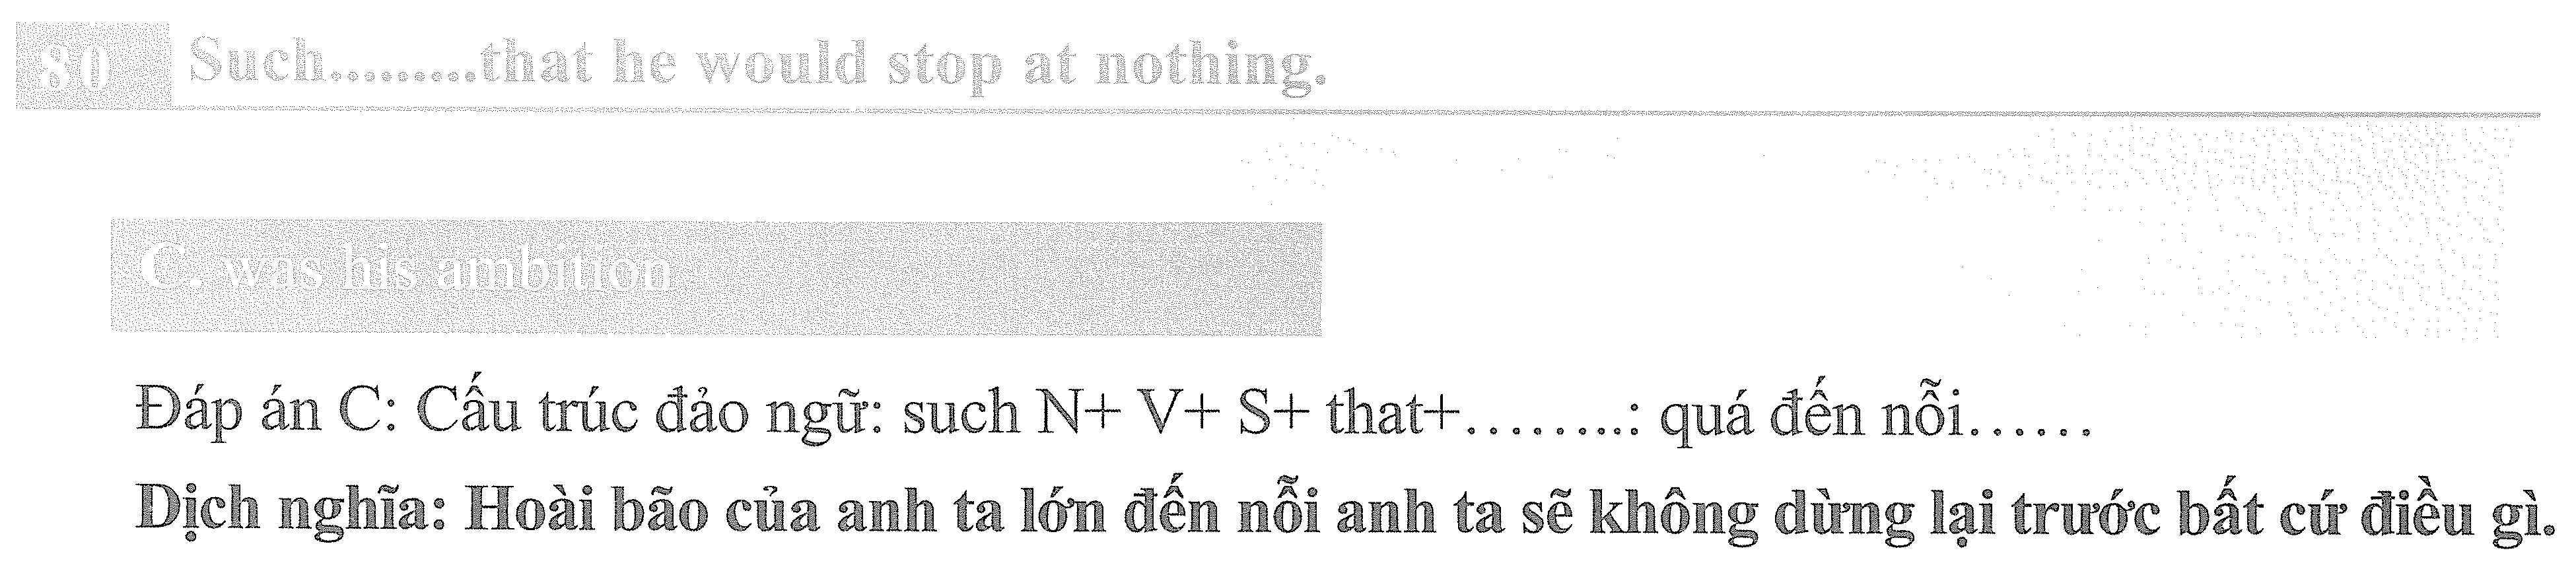 80 Such.........that he would stop at nothing.
C. was his ambition
Đáp án C: Cấu trúc đảo ngữ: such N+ V+ S+ that+……..: quá đến nỗi……
Dịch nghĩa: Hoài bão của anh ta lớn đến nỗi anh ta sẽ không dừng lại trước bất cứ điều gì.